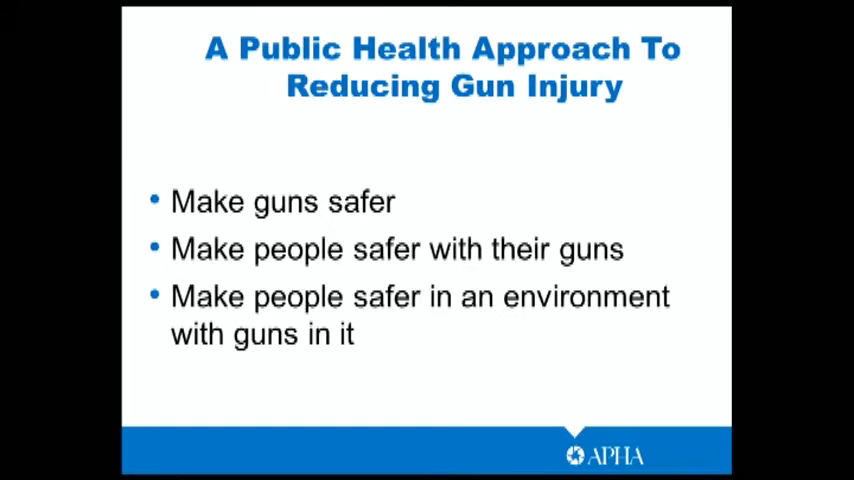 A Public Health Approach To
Reducing Gun Injury
• Make guns safer
• Make people safer with their guns
• Make people safer in an environment
with guns in it
APHA